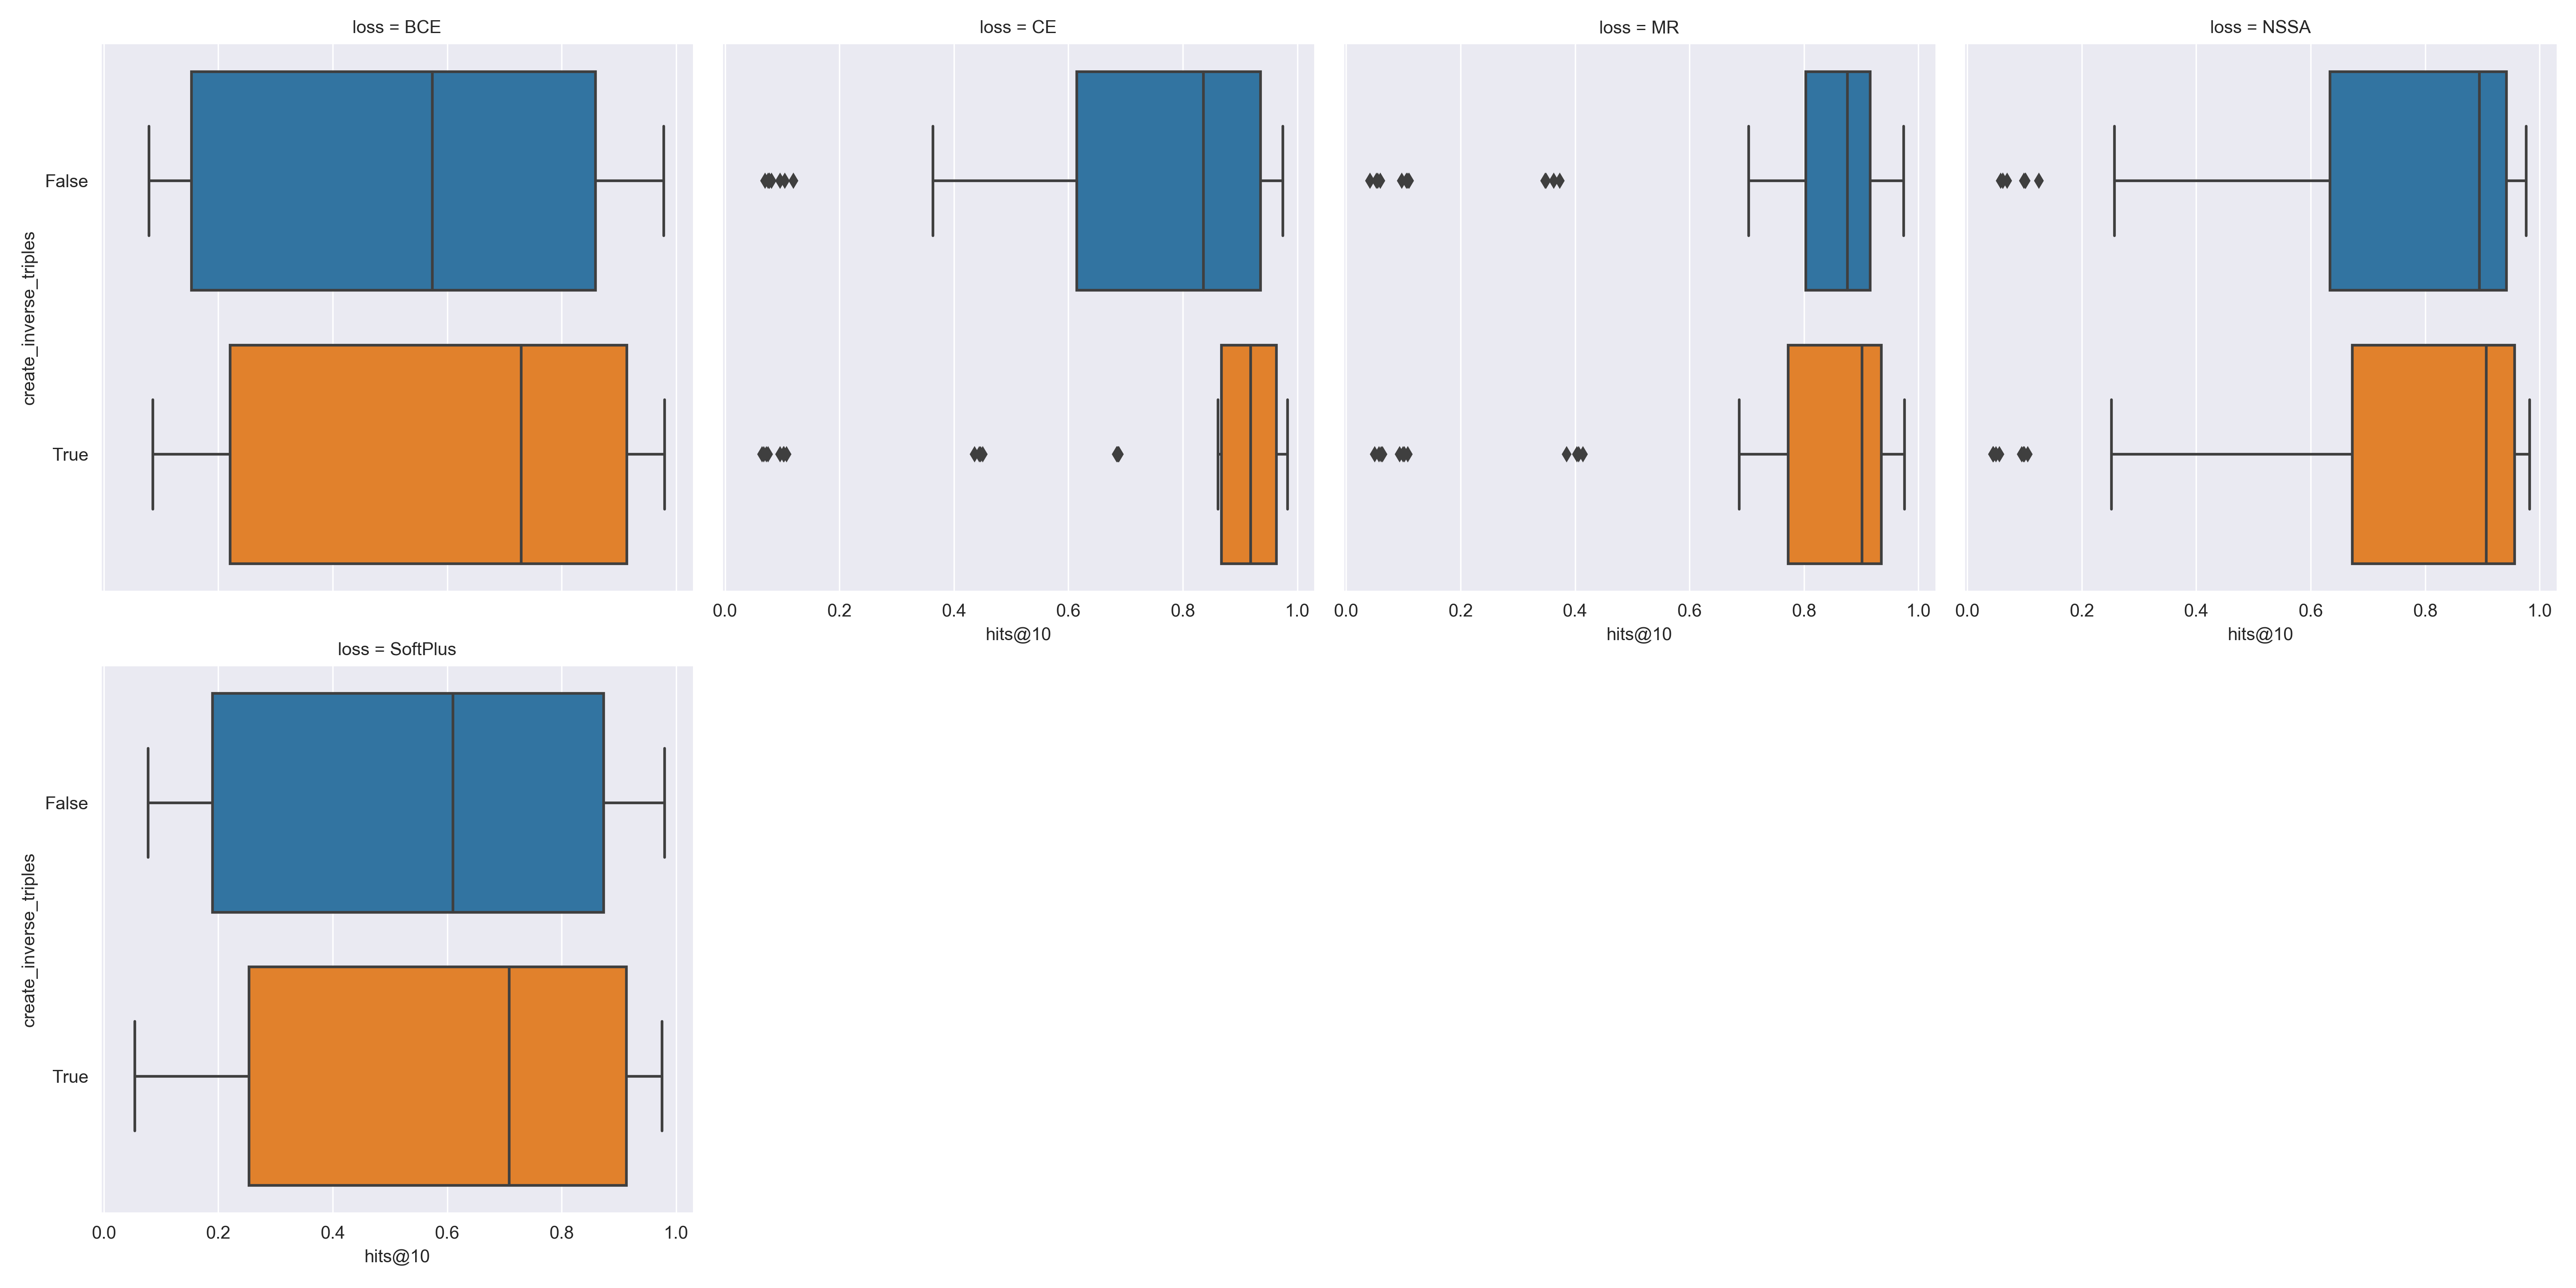 loss = BCE
loss = CE
loss = MR
loss = NSSA
create_inverse_triples
False
True
0.0 0.2 0.4 0.6 0.8 1.0
hits@10
0.0 0.2 0.4 0.6 0.8 1.0
hits@10
0.0 0.2 0.4 0.6 0.8 1.0
hits@10
loss = SoftPlus
create_inverse_triples
False
True
0.0 0.2 0.4 0.6 0.8 1.0
hits@10